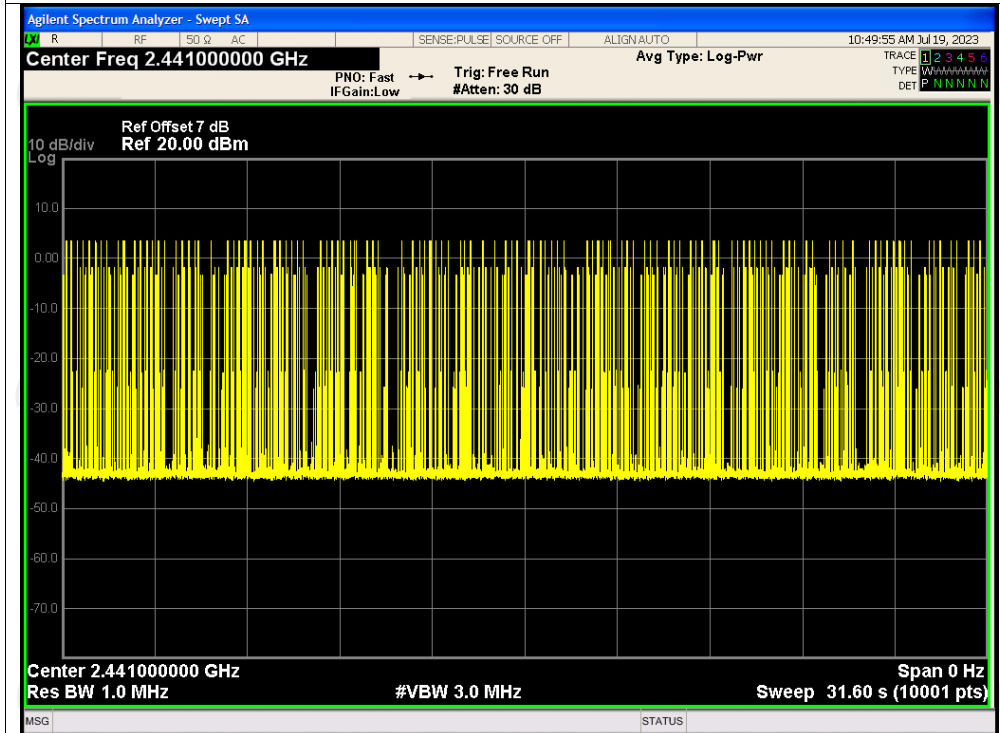 Agilent Spectrum Analyzer - Swept SA
LXI R RF 50 Ω AC SENSE:PULSE SOURCE OFF ALIGN AUTO 10:49:55 AM Jul 19, 2023
Center Freq 2.441000000 GHz
PNO: Fast
IFGain:Low
Trig: Free Run
#Atten: 30 dB
Avg Type: Log-Pwr
TRACE 1 2 3 4 5 6
TYPE W
DET P N N N N N
Ref Offset 7 dB
10 dB/div Ref 20.00 dBm
Log
10.0
0.00
-10.0
-20.0
-30.0
-40.0
-50.0
-60.0
-70.0
Center 2.441000000 GHz Span 0 Hz
Res BW 1.0 MHz #VBW 3.0 MHz Sweep 31.60 s (10001 pts)
MSG STATUS